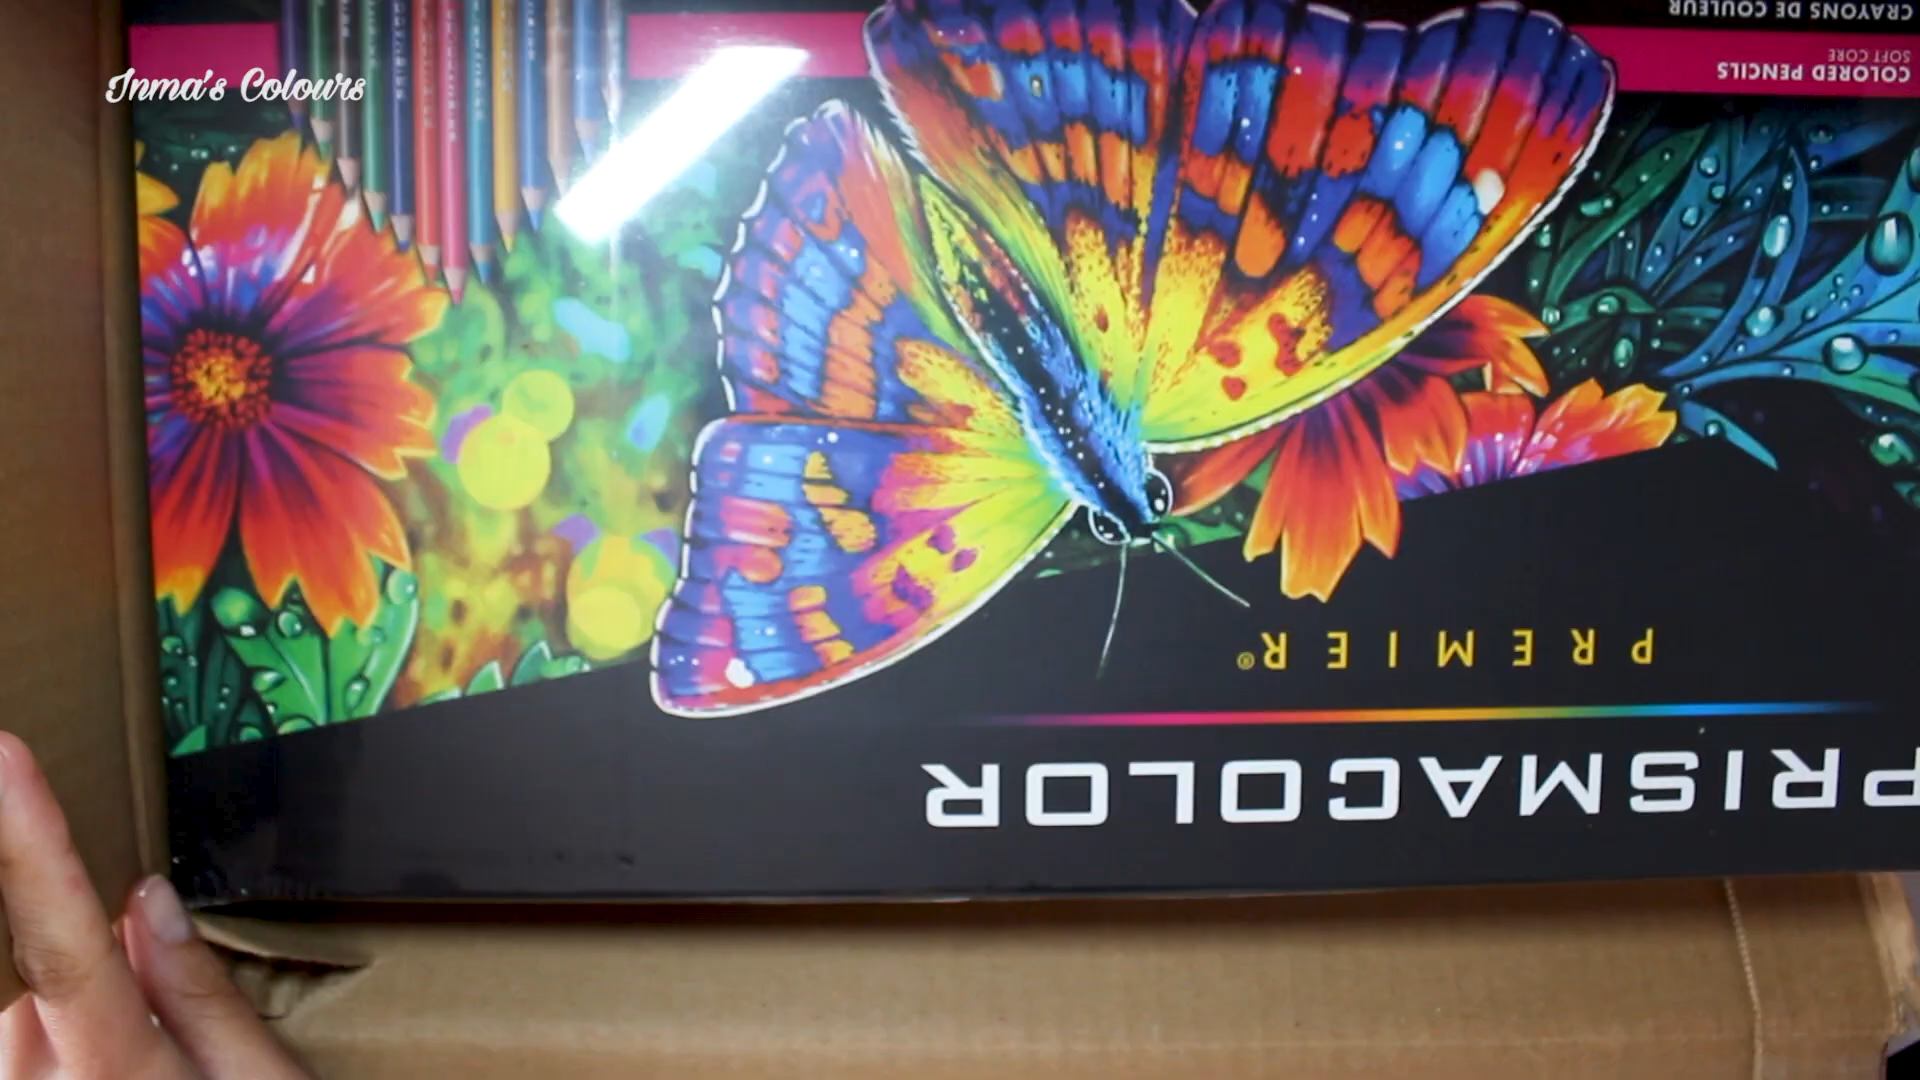 Inma's Colours
PRISMACOLOR
PREMIER®
COLORED PENCILS
SOFT CORE
CRAYONS DE COULEUR